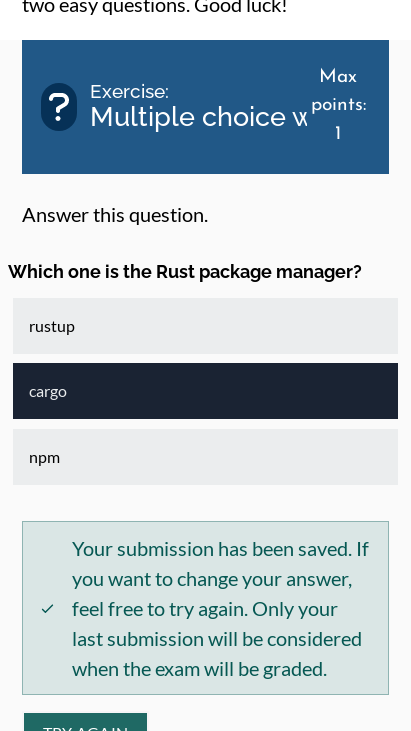 two easy questions. Good luck!
?
Exercise:
Multiple choice w
Max
points:
1
Answer this question.
Which one is the Rust package manager?
rustup
cargo
npm
Your submission has been saved. If
you want to change your answer,
feel free to try again. Only your
last submission will be considered
when the exam will be graded.
TRY AGAIN